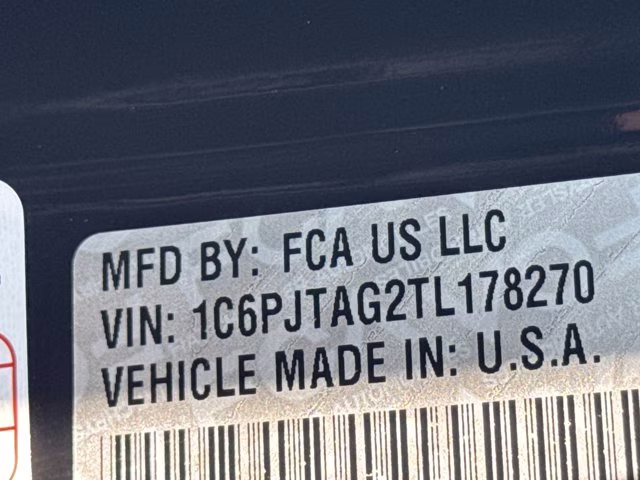 MFD BY: FCA US LLC
VIN: 1C6PJTAG2TL178270
VEHICLE MADE IN: U.S.A.